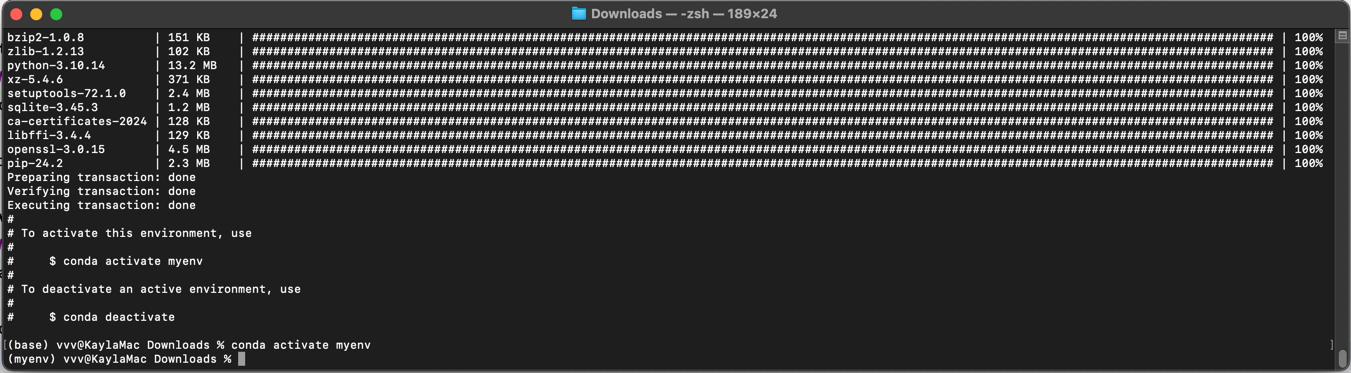 Downloads — -zsh — 189×24
bzip2-1.0.8 | 151 KB | ################################################################################################################################################## | 100%
zlib-1.2.13 | 102 KB | ################################################################################################################################################## | 100%
python-3.10.14 | 13.2 MB | ################################################################################################################################################## | 100%
xz-5.4.6 | 371 KB | ################################################################################################################################################## | 100%
setuptools-72.1.0 | 2.4 MB | ################################################################################################################################################## | 100%
sqlite-3.45.3 | 1.2 MB | ################################################################################################################################################## | 100%
ca-certificates-2024 | 128 KB | ################################################################################################################################################## | 100%
libffi-3.4.4 | 129 KB | ################################################################################################################################################## | 100%
openssl-3.0.15 | 4.5 MB | ################################################################################################################################################## | 100%
pip-24.2 | 2.3 MB | ################################################################################################################################################## | 100%
Preparing transaction: done
Verifying transaction: done
Executing transaction: done
#
# To activate this environment, use
#
#     $ conda activate myenv
#
# To deactivate an active environment, use
#
#     $ conda deactivate
[(base) vvv@KaylaMac Downloads % conda activate myenv ]
(myenv) vvv@KaylaMac Downloads %